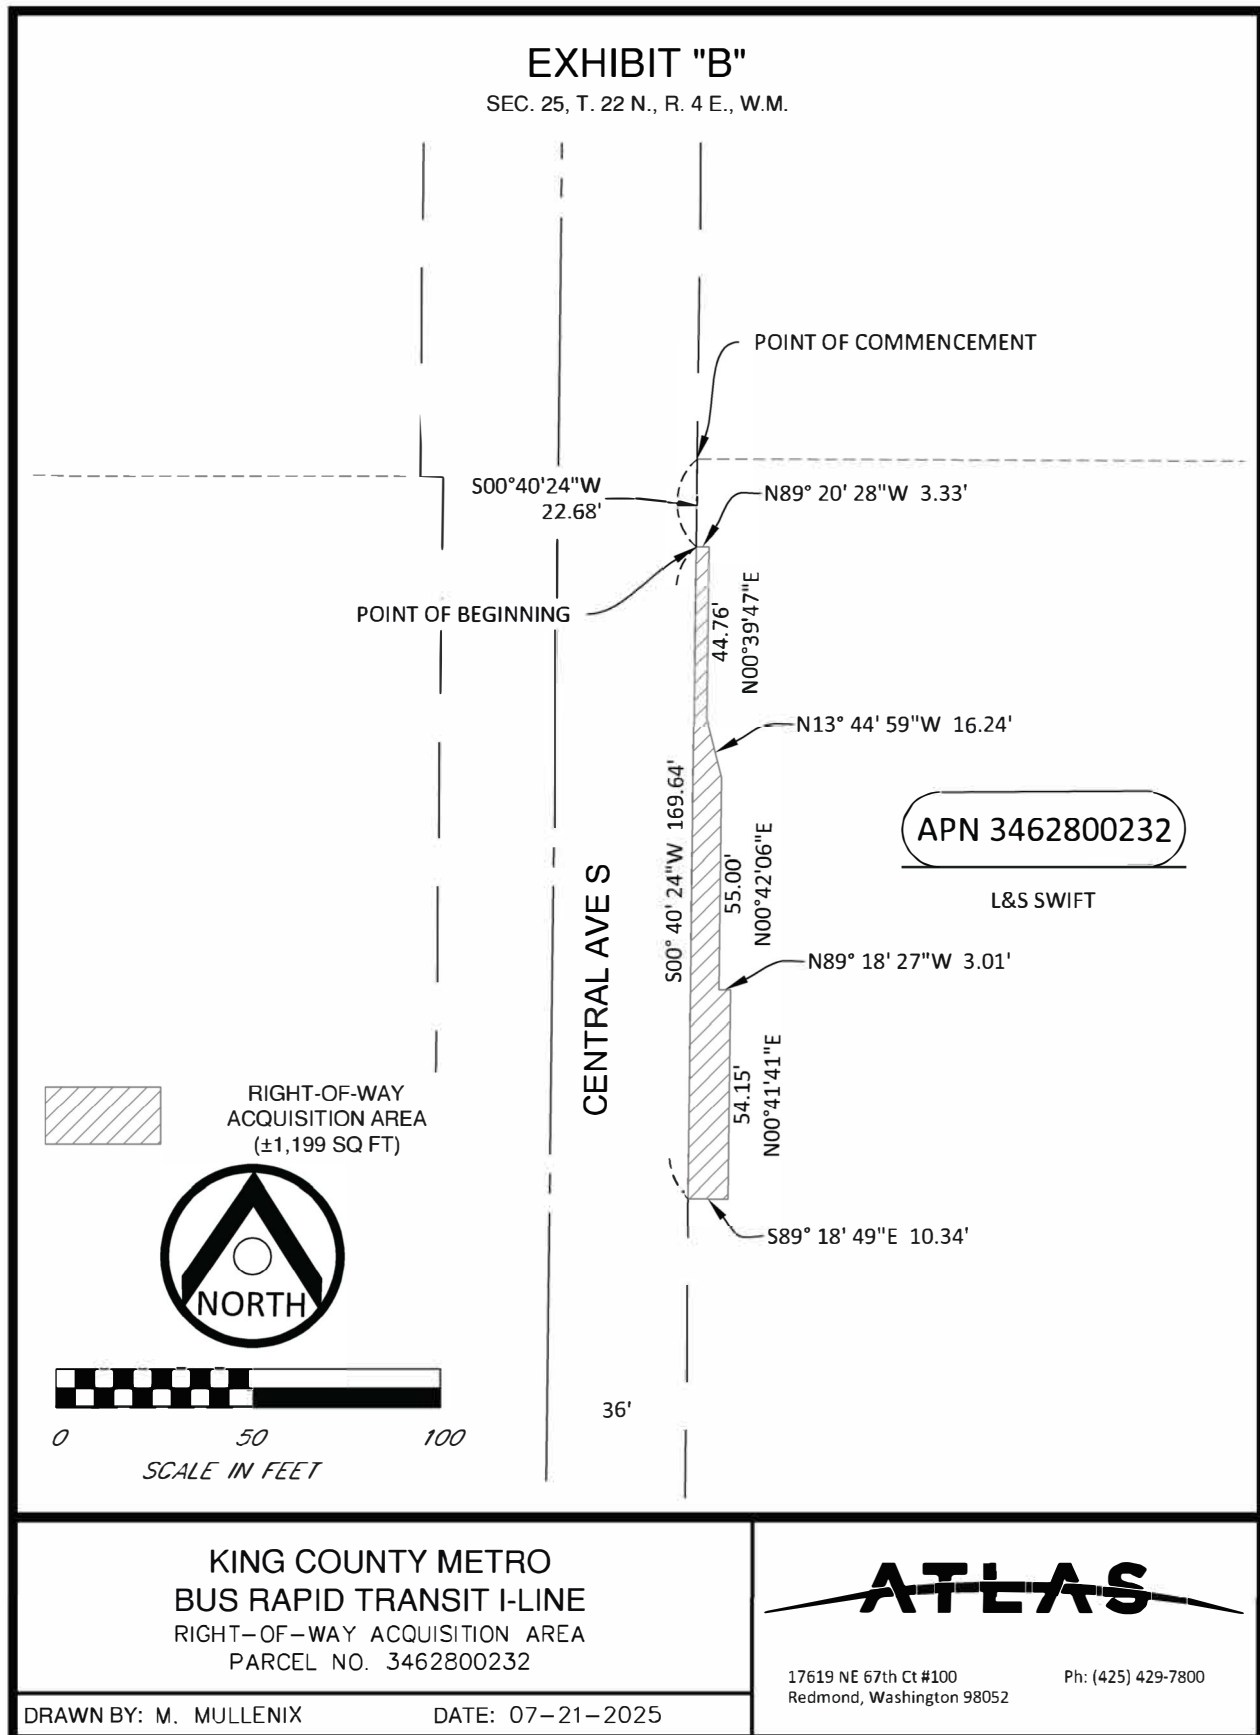 EXHIBIT "B"
SEC. 25, T. 22 N., R. 4 E., W.M.
POINT OF COMMENCEMENT
S00°40'24"W
22.68'
N89° 20' 28"W 3.33'
POINT OF BEGINNING
44.76'
N00°39'47"E
N13° 44' 59"W 16.24'
S00° 40' 24"W 169.64'
55.00'
N00°42'06"E
APN 3462800232
L&S SWIFT
CENTRAL AVE S
N89° 18' 27"W 3.01'
54.15'
N00°41'41"E
RIGHT-OF-WAY
ACQUISITION AREA
(±1,199 SQ FT)
S89° 18' 49"E 10.34'
NORTH
0 50 100
SCALE IN FEET
36'
KING COUNTY METRO
BUS RAPID TRANSIT I-LINE
RIGHT-OF-WAY ACQUISITION AREA
PARCEL NO. 3462800232
DRAWN BY: M. MULLENIX DATE: 07-21-2025
ATLAS
17619 NE 67th Ct #100 Ph: (425) 429-7800
Redmond, Washington 98052